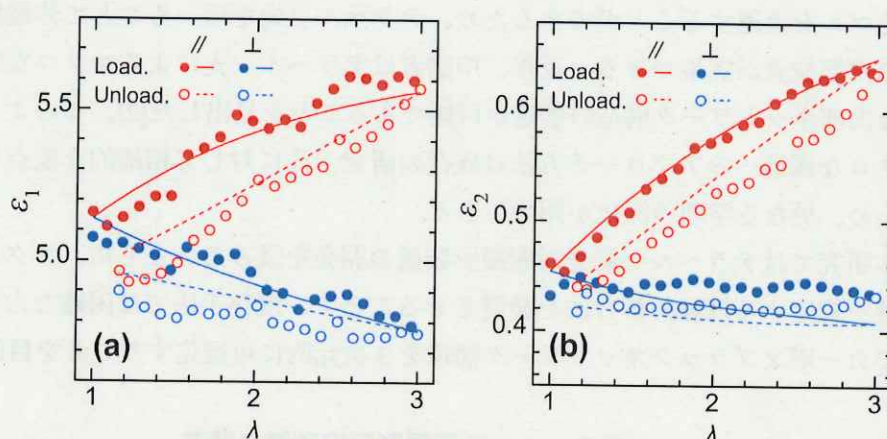 // ⊥
Load.
Unload.
5.5
5.0
ε1
(a)
1 2 3
λ
// ⊥
Load.
Unload.
0.6
0.5
0.4
ε2
(b)
1 2 3
λ